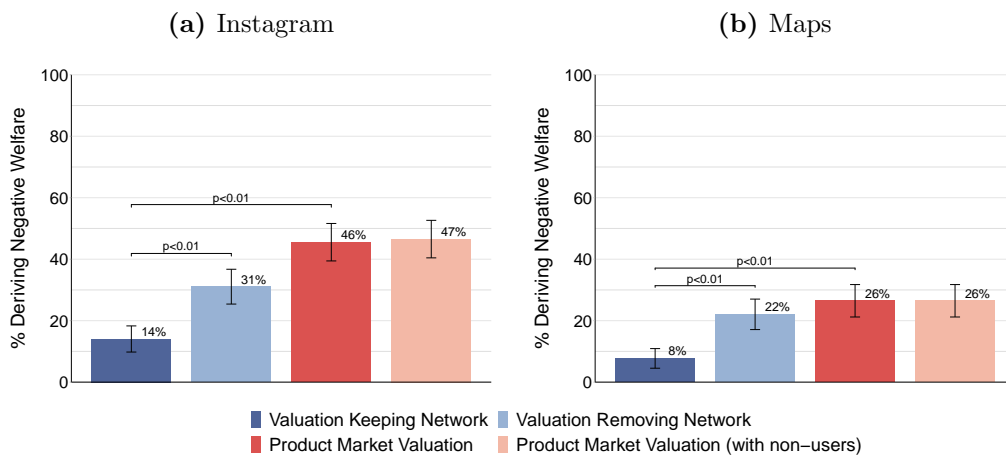 (a) Instagram
% Deriving Negative Welfare
100
80
60
40
20
0
p<0.01
p<0.01
14%
31%
46%
47%
(b) Maps
% Deriving Negative Welfare
100
80
60
40
20
0
p<0.01
p<0.01
8%
22%
26%
26%
Valuation Keeping Network
Valuation Removing Network
Product Market Valuation
Product Market Valuation (with non−users)